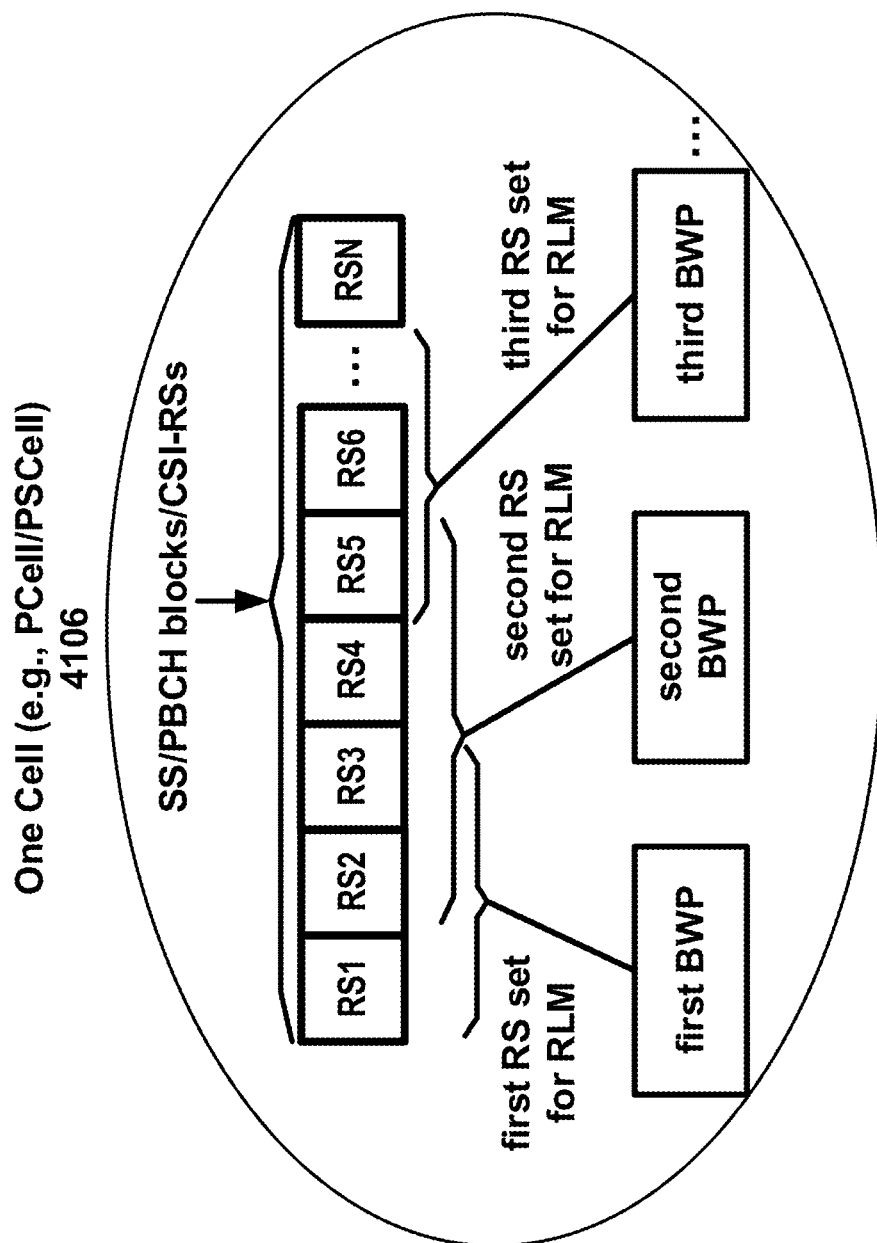 One Cell (e.g., PCell/PSCell)
4106
SS/PBCH blocks/CSI-RSs
RS1
RS2
RS3
RS4
RS5
RS6
...
RSN
first RS set
for RLM
second RS
set for RLM
third RS set
for RLM
first BWP
second
BWP
third BWP
...